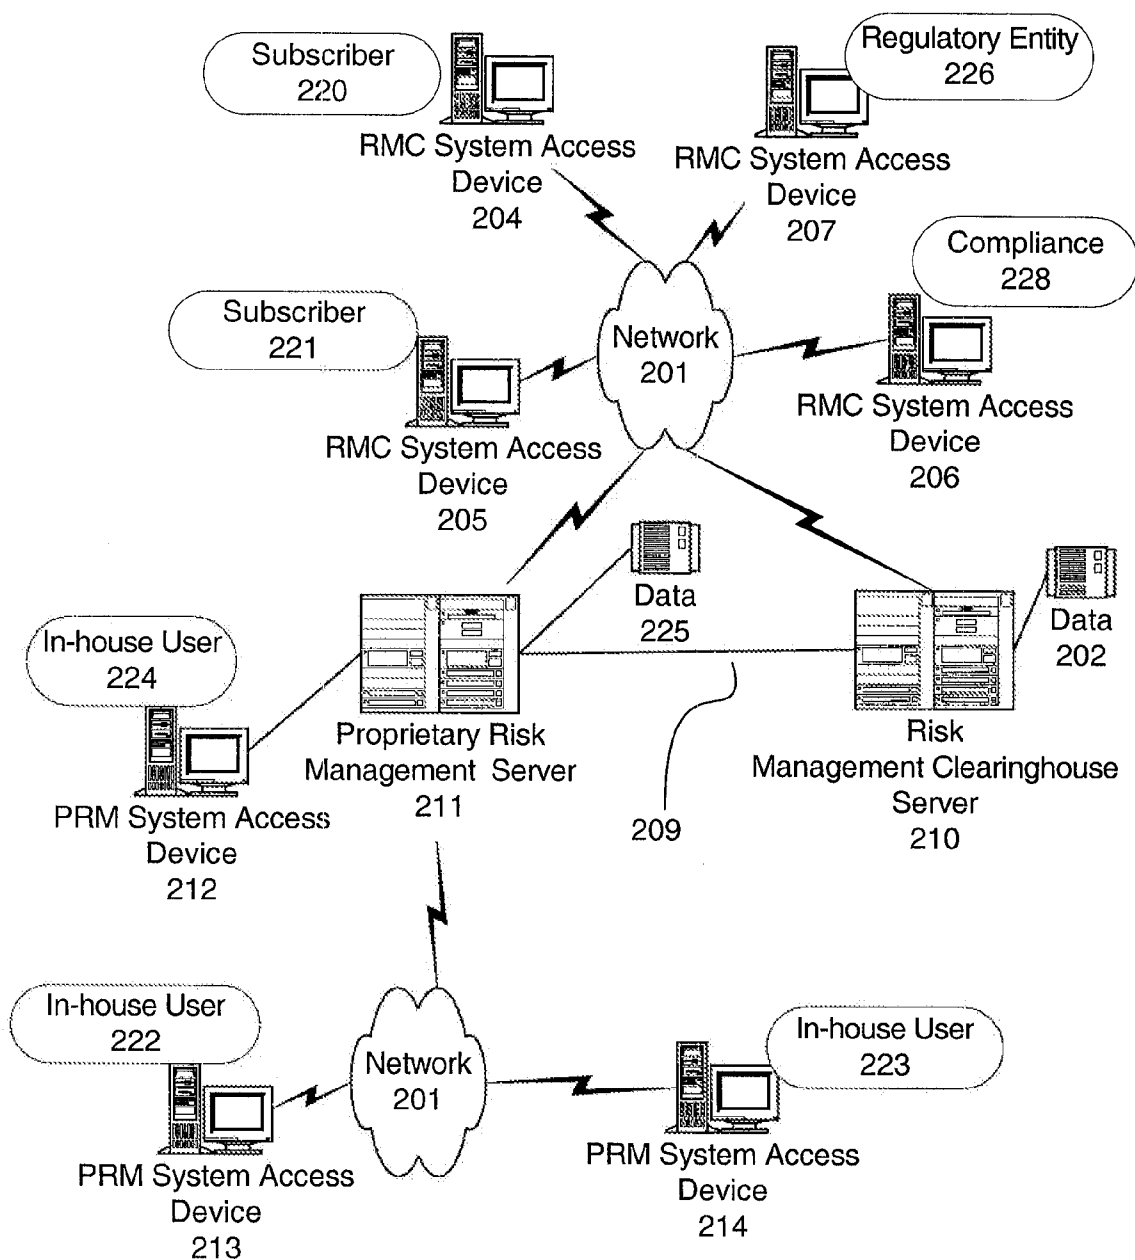 Subscriber
220
RMC System Access
Device
204
Regulatory Entity
226
RMC System Access
Device
207
Compliance
228
Subscriber
221
Network
201
RMC System Access
Device
205
RMC System Access
Device
206
Data
225
Data
202
In-house User
224
PRM System Access
Device
212
Proprietary Risk
Management Server
211
209
Risk
Management Clearinghouse
Server
210
In-house User
222
Network
201
In-house User
223
PRM System Access
Device
213
PRM System Access
Device
214